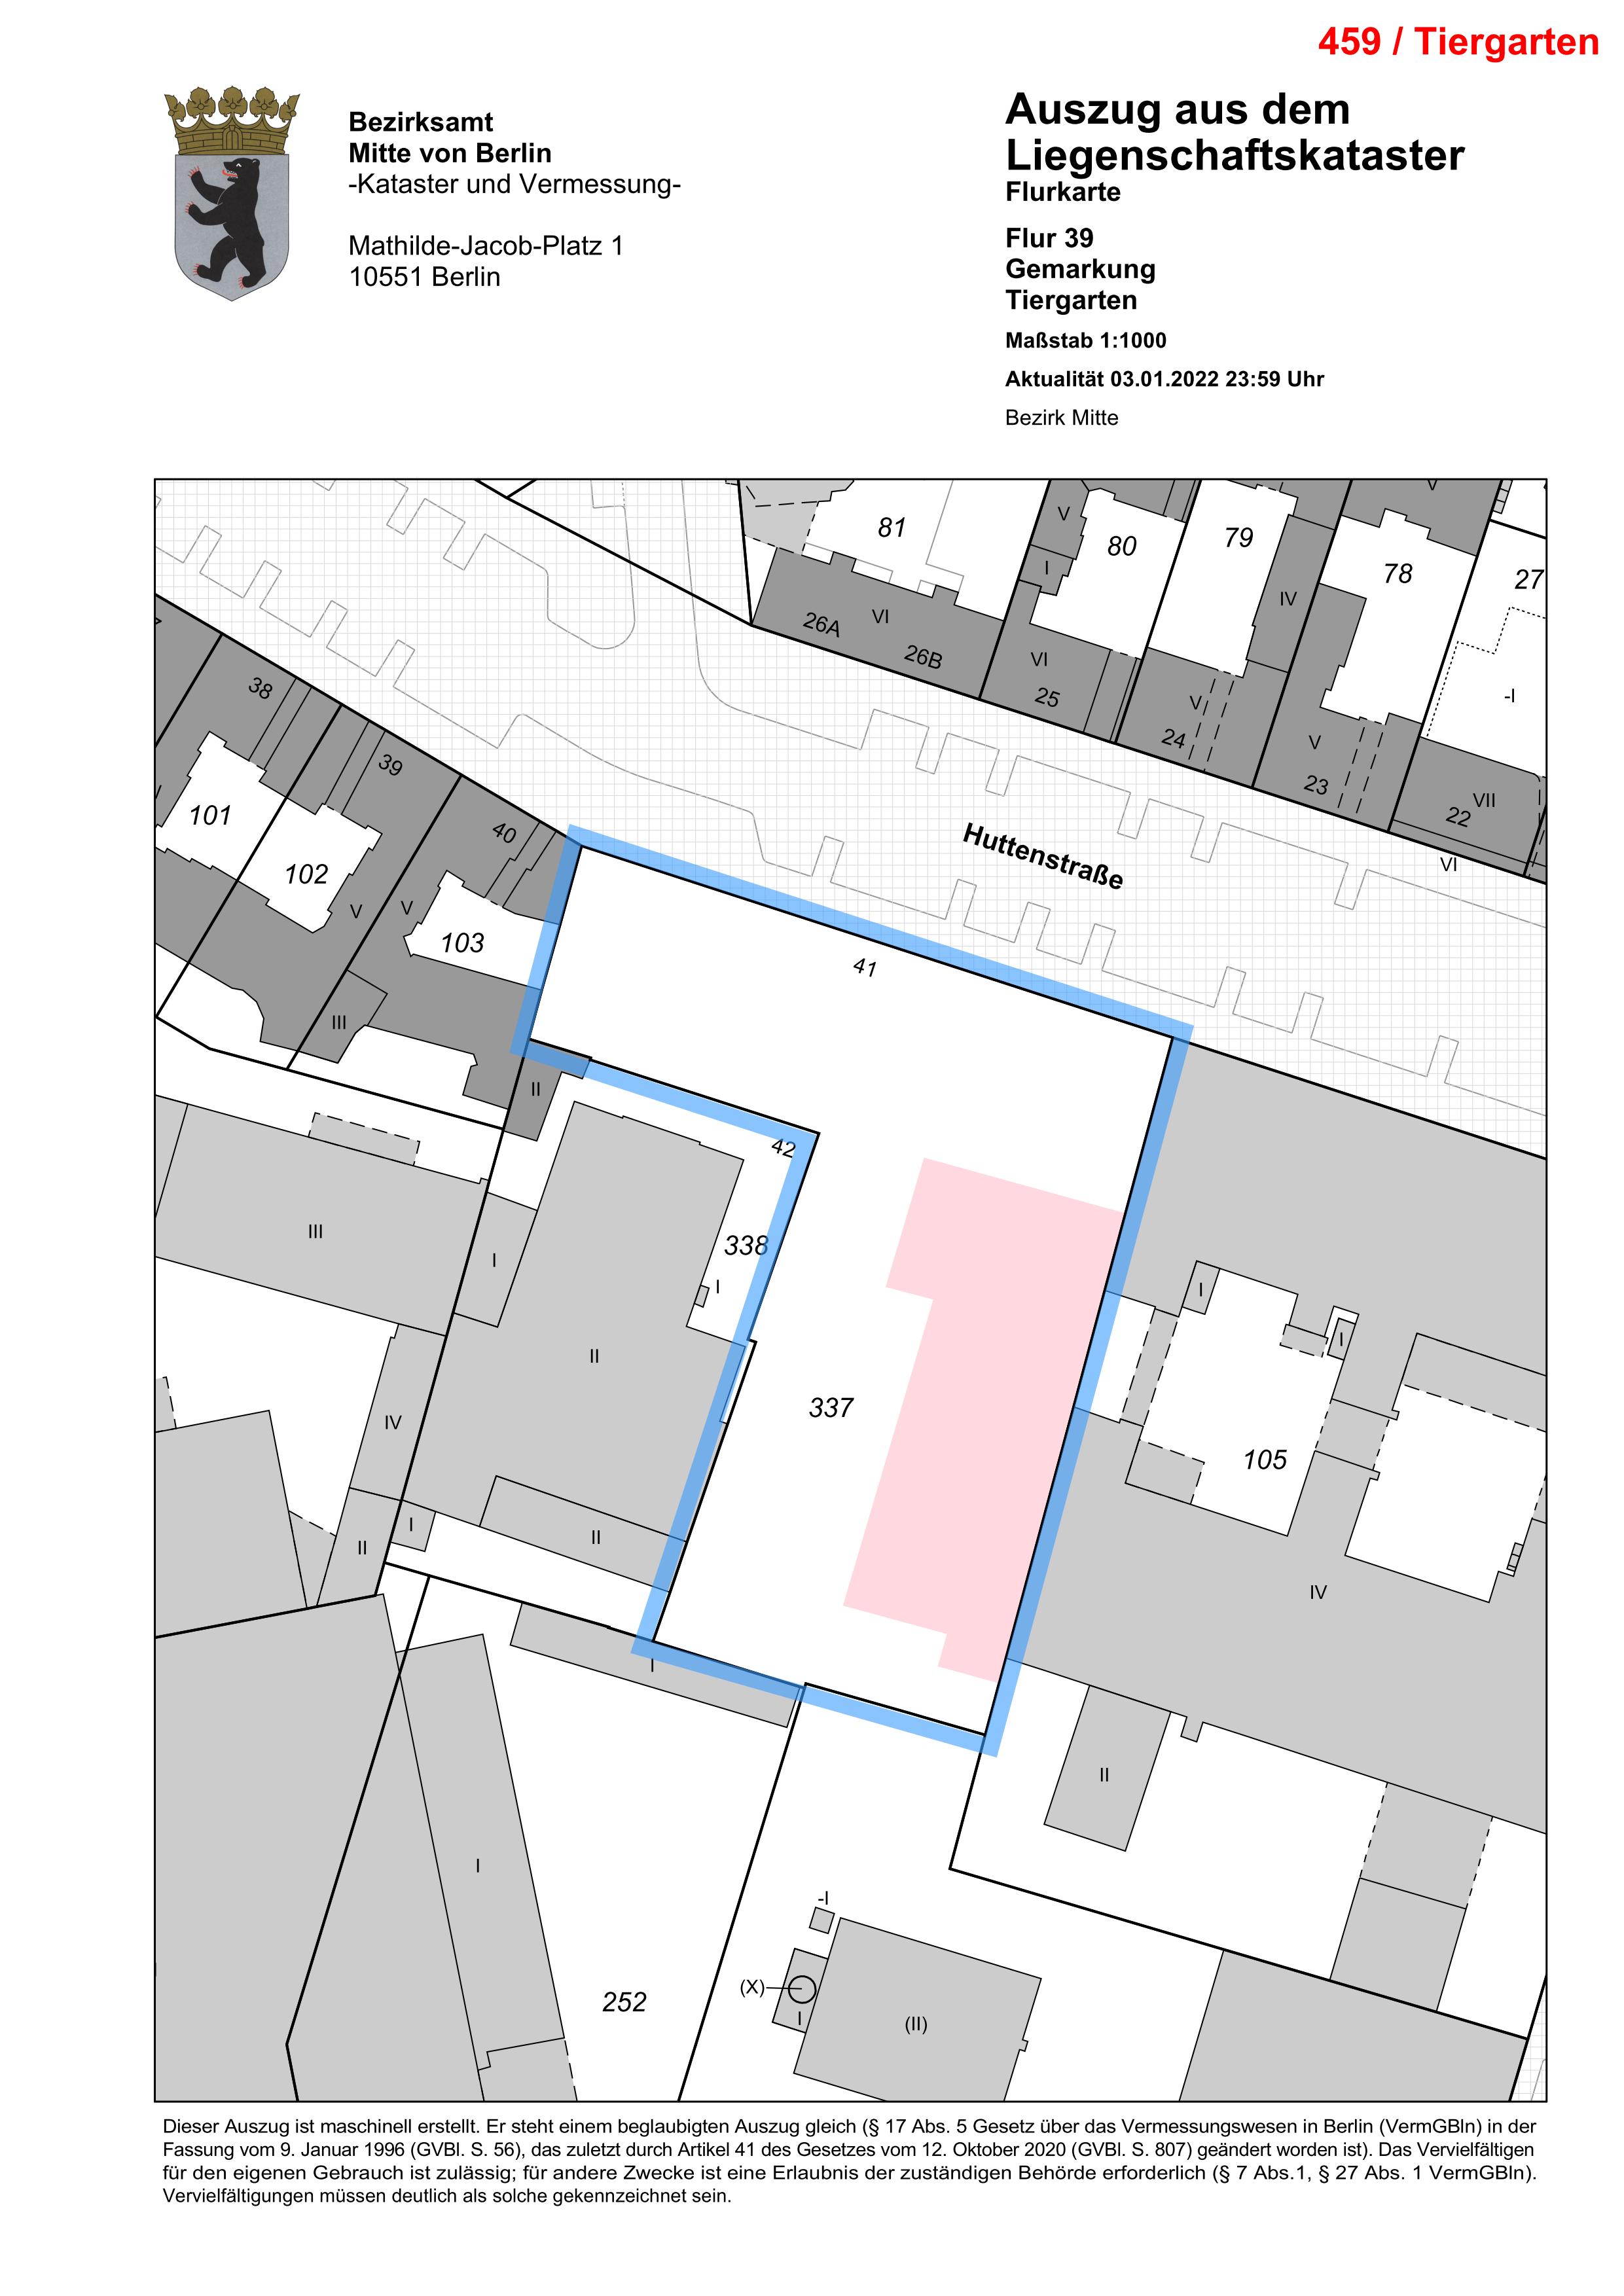 459 / Tiergarten
Bezirksamt
Mitte von Berlin
-Kataster und Vermessung-
Mathilde-Jacob-Platz 1
10551 Berlin
Auszug aus dem
Liegenschaftskataster
Flurkarte
Flur 39
Gemarkung
Tiergarten
Maßstab 1:1000
Aktualität 03.01.2022 23:59 Uhr
Bezirk Mitte
81
V
80
79
78
27
I
IV
26A
VI
26B
VI
25
V
24
V
23
-I
VII
22
VI
38
39
40
101
102
103
V
V
III
II
Huttenstraße
41
42
338
I
III
I
II
337
I
I
105
IV
II
I
II
IV
I
II
I
252
-I
(X)
I
(II)
Dieser Auszug ist maschinell erstellt. Er steht einem beglaubigten Auszug gleich (§ 17 Abs. 5 Gesetz über das Vermessungswesen in Berlin (VermGBln) in der
Fassung vom 9. Januar 1996 (GVBl. S. 56), das zuletzt durch Artikel 41 des Gesetzes vom 12. Oktober 2020 (GVBl. S. 807) geändert worden ist). Das Vervielfältigen
für den eigenen Gebrauch ist zulässig; für andere Zwecke ist eine Erlaubnis der zuständigen Behörde erforderlich (§ 7 Abs.1, § 27 Abs. 1 VermGBln).
Vervielfältigungen müssen deutlich als solche gekennzeichnet sein.